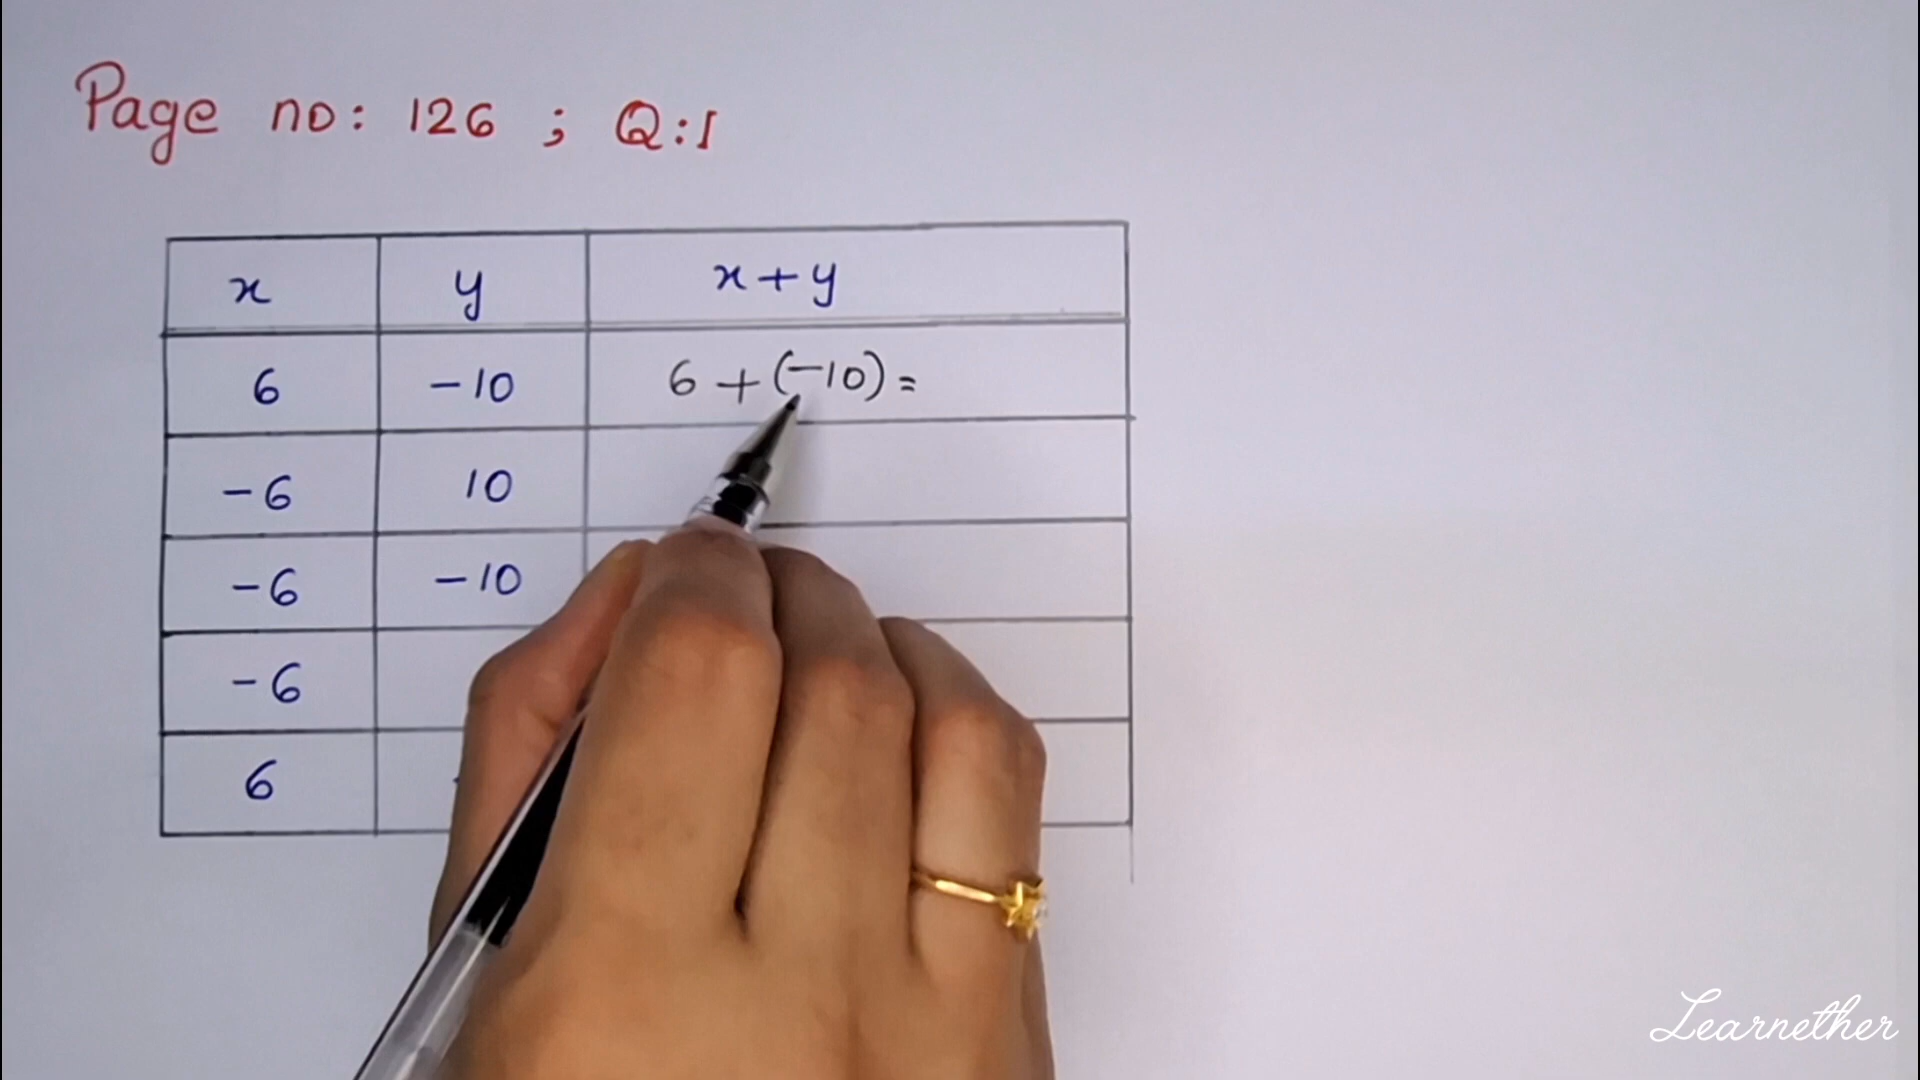 Page no: 126 ; Q:1
x y x+y
6 -10 6+(-10)=
-6 10
-6 -10
-6
6
Learnether